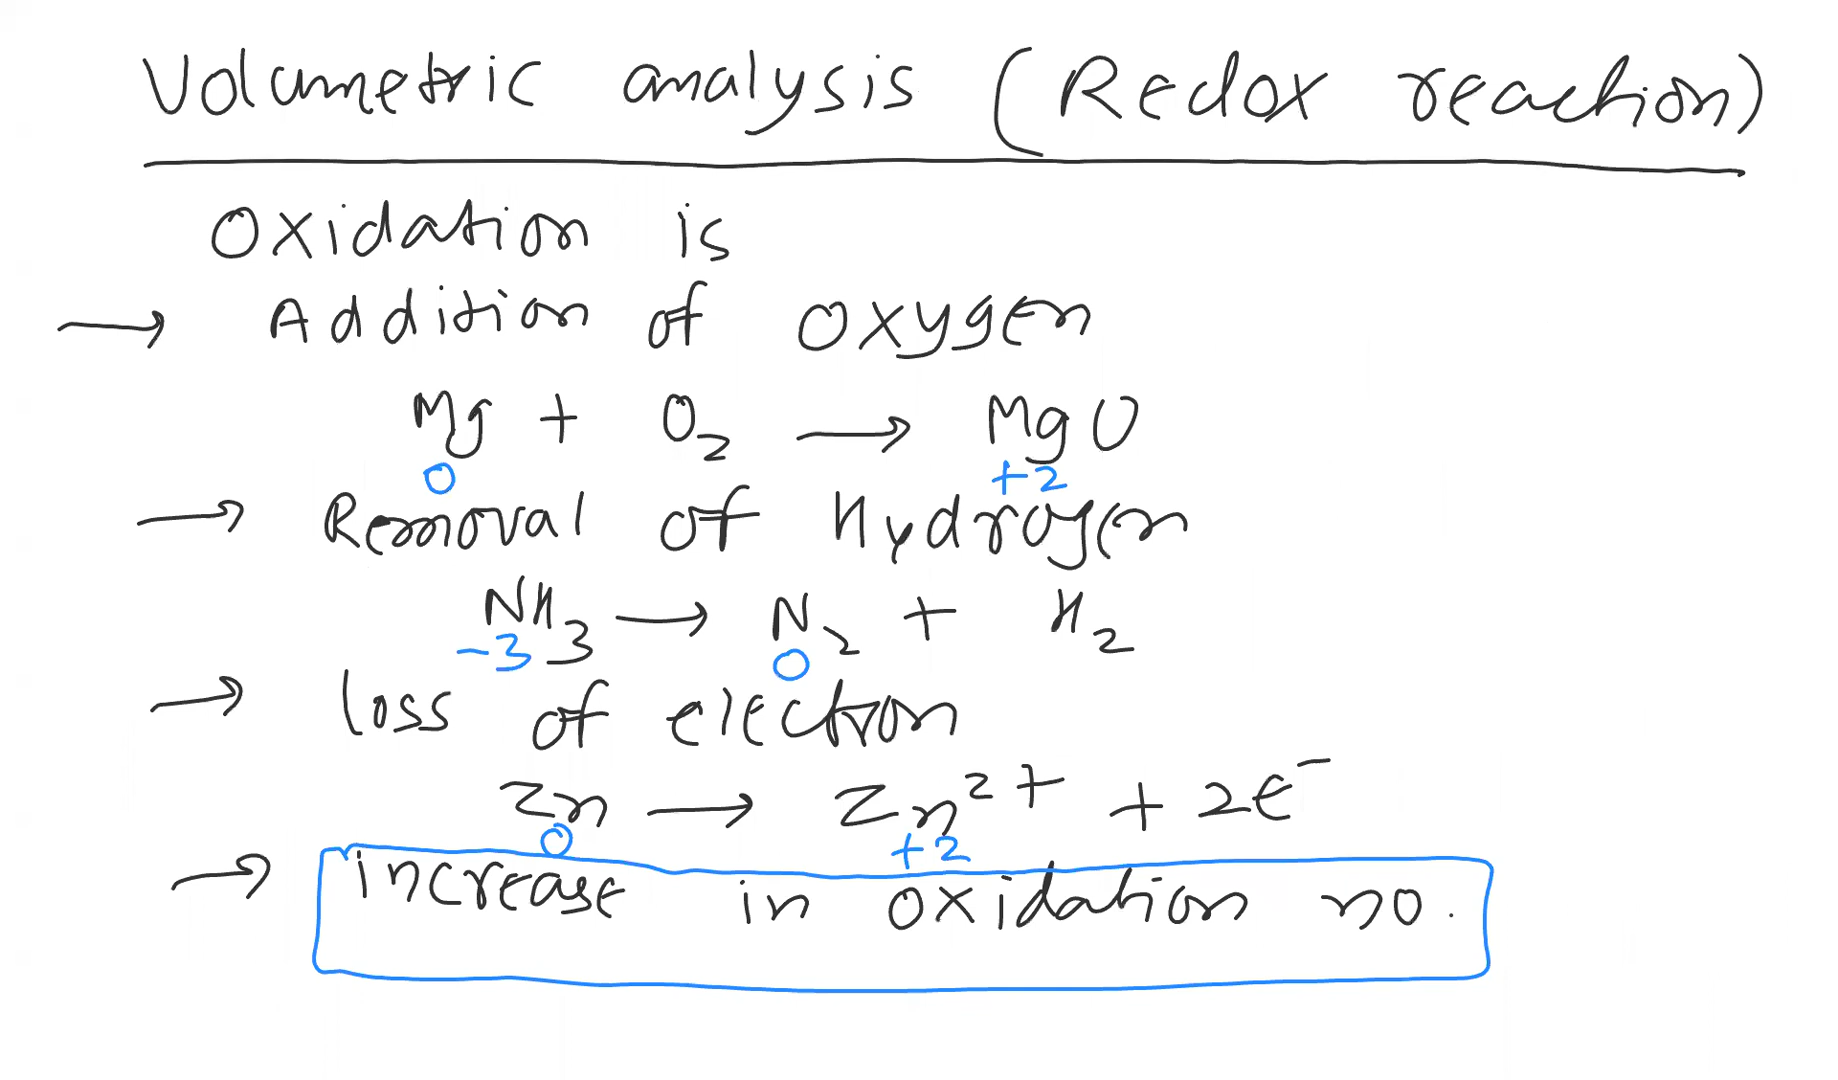 Volumetric analysis (Redox reaction)
Oxidation is
→ Addition of oxygen
Mg + O₂ → MgO
0 +2
→ Removal of Hydrogen
NH₃ → N₂ + H₂
-3 0
→ loss of electron
Zn → Zn²⁺ + 2e⁻
0 +2
→ increase in oxidation no.